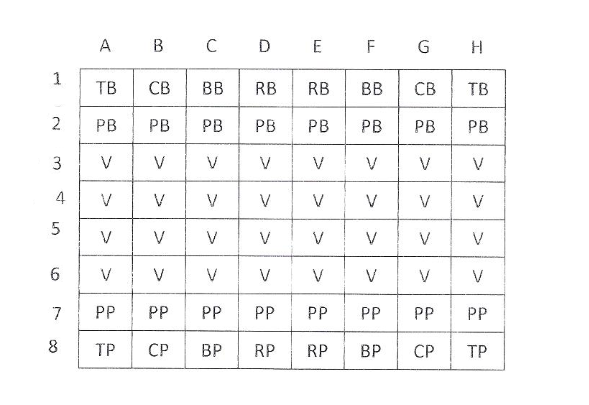 A B C D E F G H
1 TB CB BB RB RB BB CB TB
2 PB PB PB PB PB PB PB PB
3 V V V V V V V V
4 V V V V V V V V
5 V V V V V V V V
6 V V V V V V V V
7 PP PP PP PP PP PP PP PP
8 TP CP BP RP RP BP CP TP